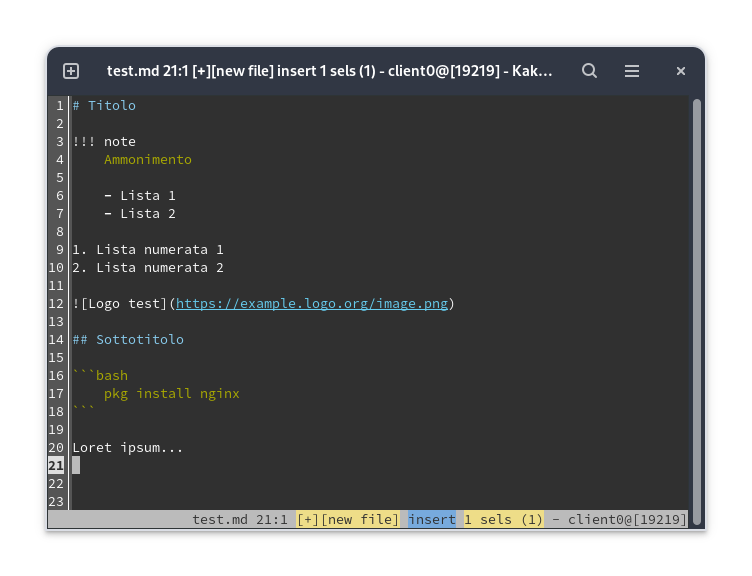 test.md 21:1 [+][new file] insert 1 sels (1) - client0@[19219] - Kak...
1 # Titolo
2
3 !!! note
4     Ammonimento
5
6     - Lista 1
7     - Lista 2
8
9 1. Lista numerata 1
10 2. Lista numerata 2
11
12 ![Logo test](https://example.logo.org/image.png)
13
14 ## Sottotitolo
15
16 ```bash
17     pkg install nginx
18 ```
19
20 Loret ipsum...
21
22
23
test.md 21:1 [+][new file] insert 1 sels (1) - client0@[19219]